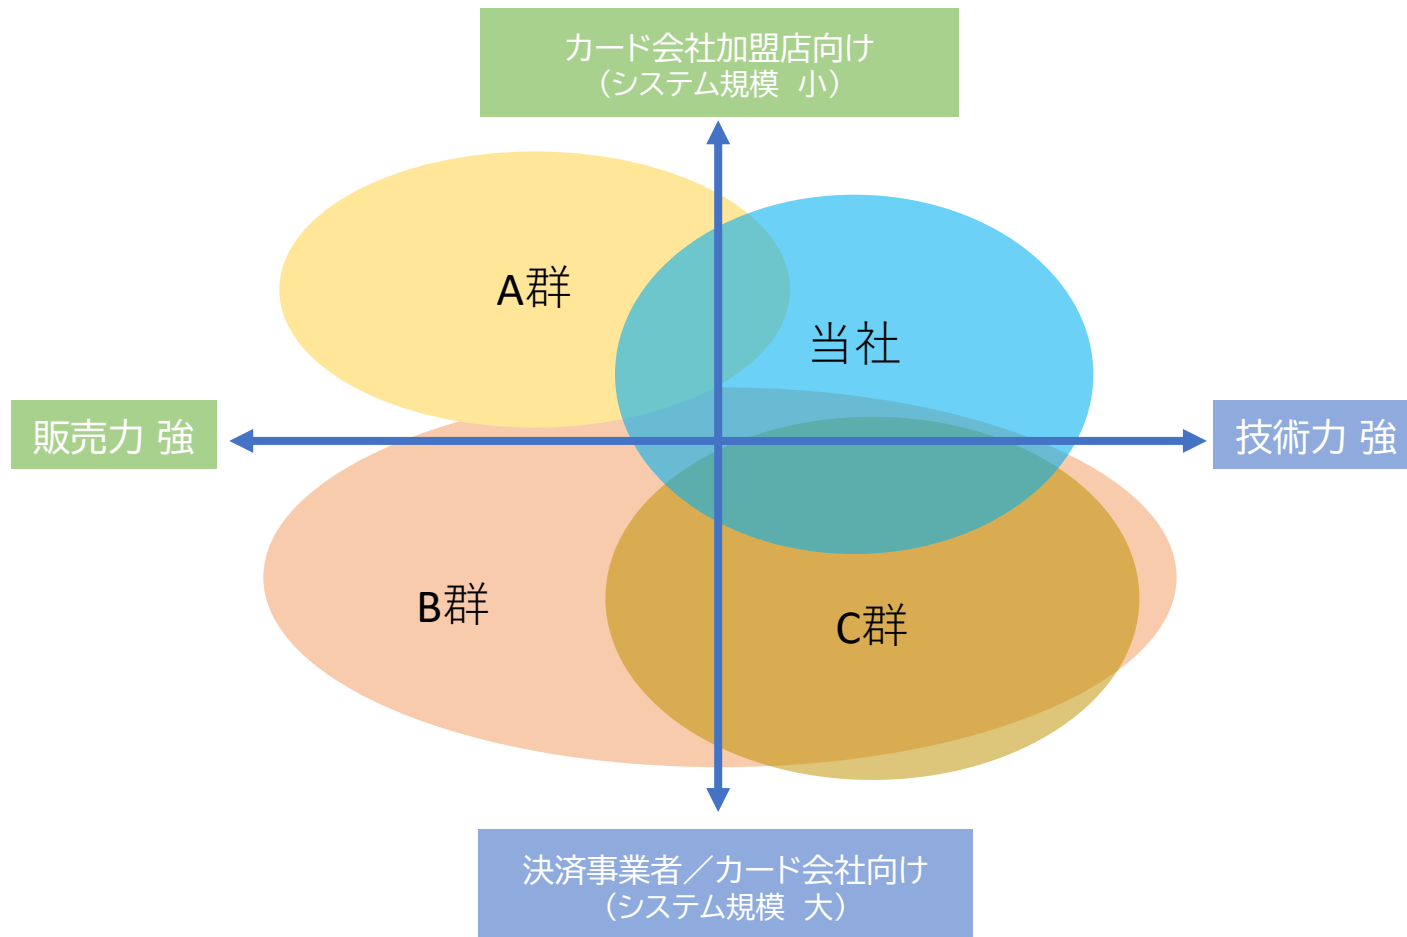 カード会社加盟店向け
（システム規模　小）
A群
当社
販売力 強
技術力 強
B群
C群
決済事業者／カード会社向け
（システム規模　大）